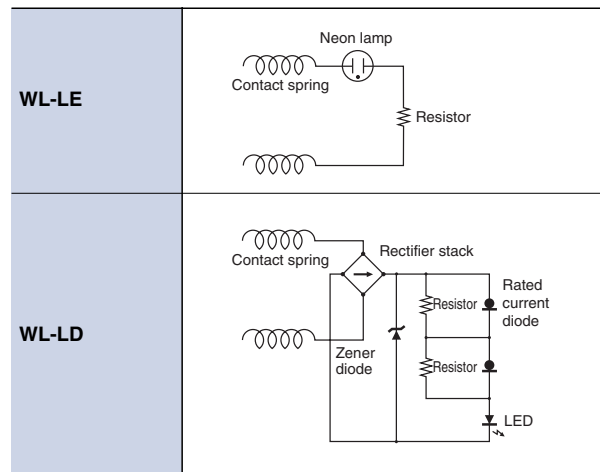 WL-LE
Neon lamp
Contact spring
Resistor
WL-LD
Contact spring
Rectifier stack
Rated
current
diode
Resistor
Zener
diode
Resistor
LED